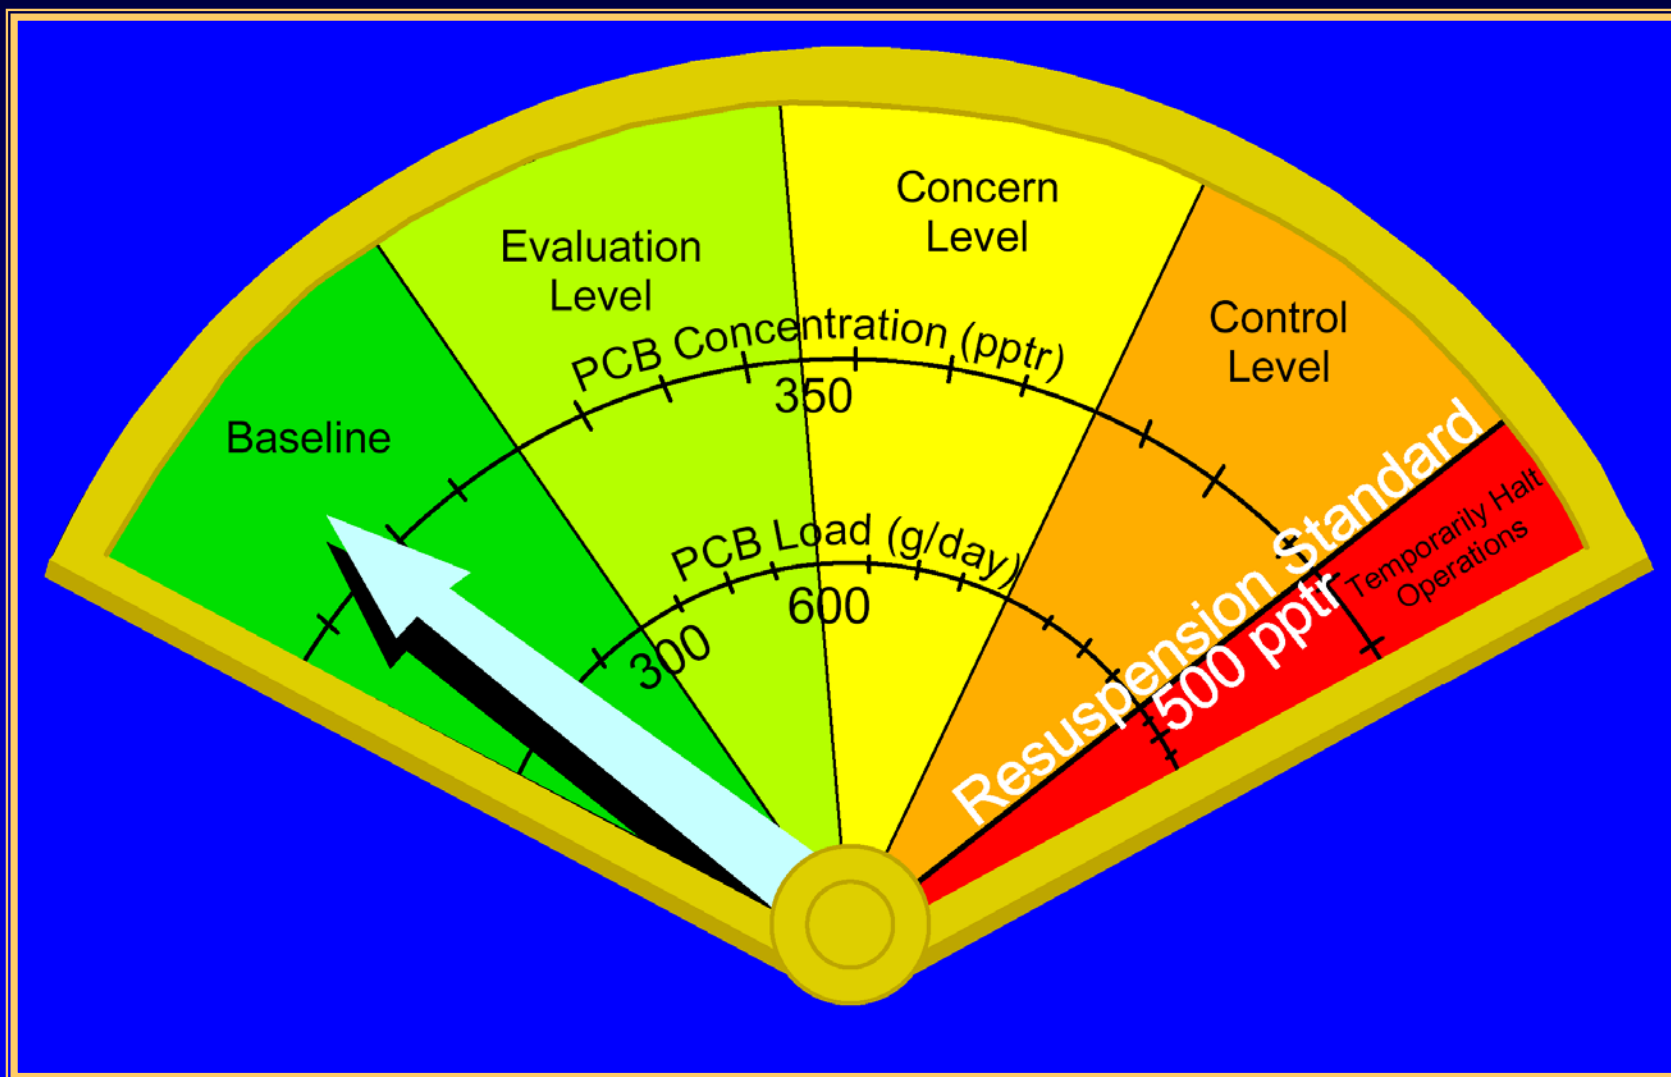 Baseline
Evaluation
Level
Concern
Level
Control
Level
PCB Concentration (pptr)
350
PCB Load (g/day)
300
600
Resuspension Standard
500 pptr
Temporarily Halt
Operations